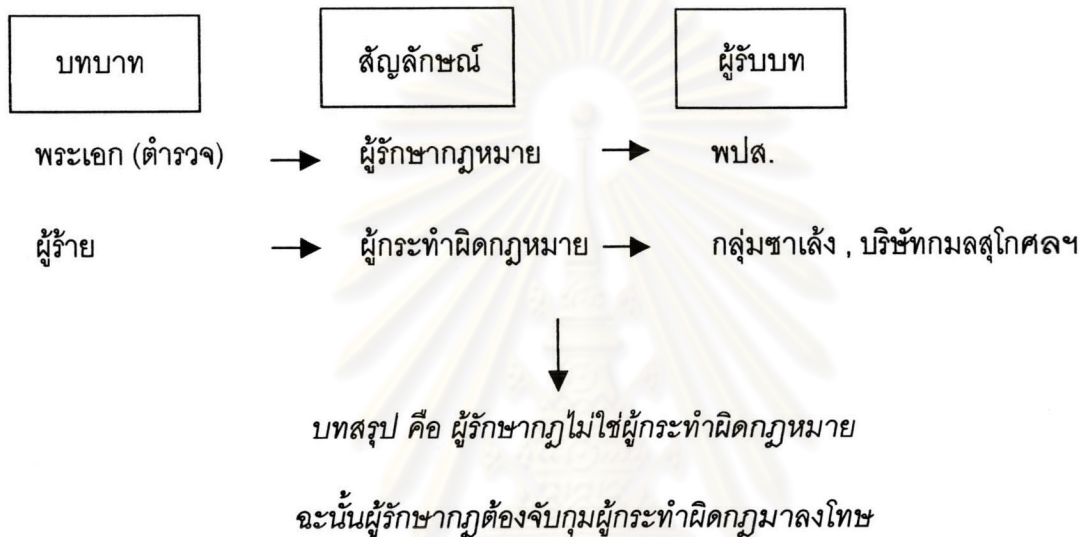 บทบาท สัญลักษณ์ ผู้รับบท
พระเอก (ตำรวจ) ผู้รักษากฎหมาย พปส.
ผู้ร้าย ผู้กระทำผิดกฎหมาย กลุ่มซาเล้ง , บริษัทกมลสุโกศลฯ
บทสรุป คือ ผู้รักษากฎไม่ใช่ผู้กระทำผิดกฎหมาย
ฉะนั้นผู้รักษากฎต้องจับกุมผู้กระทำผิดกฎมาลงโทษ